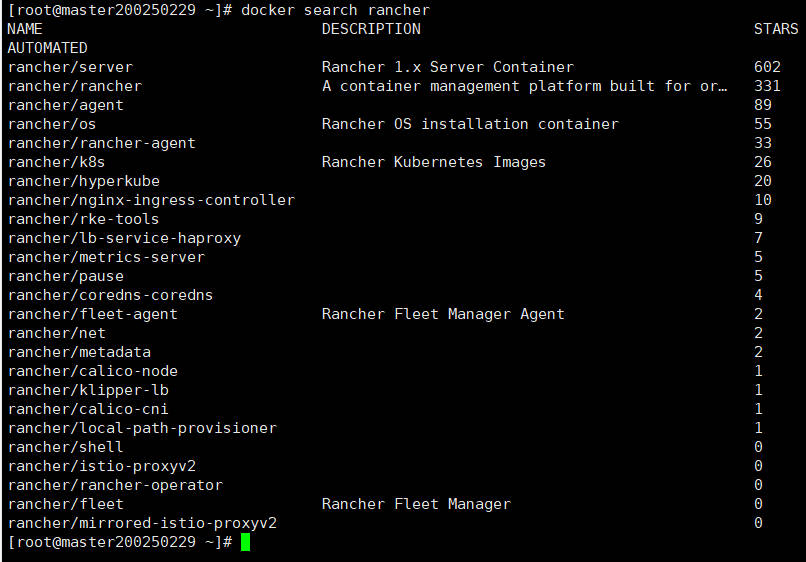 [root@master200250229 ~]# docker search rancher
NAME DESCRIPTION STARS
AUTOMATED
rancher/server Rancher 1.x Server Container 602
rancher/rancher A container management platform built for or… 331
rancher/agent 89
rancher/os Rancher OS installation container 55
rancher/rancher-agent 33
rancher/k8s Rancher Kubernetes Images 26
rancher/hyperkube 20
rancher/nginx-ingress-controller 10
rancher/rke-tools 9
rancher/lb-service-haproxy 7
rancher/metrics-server 5
rancher/pause 5
rancher/coredns-coredns 4
rancher/fleet-agent Rancher Fleet Manager Agent 2
rancher/net 2
rancher/metadata 2
rancher/calico-node 1
rancher/klipper-lb 1
rancher/calico-cni 1
rancher/local-path-provisioner 1
rancher/shell 0
rancher/istio-proxyv2 0
rancher/rancher-operator 0
rancher/fleet Rancher Fleet Manager 0
rancher/mirrored-istio-proxyv2 0
[root@master200250229 ~]#